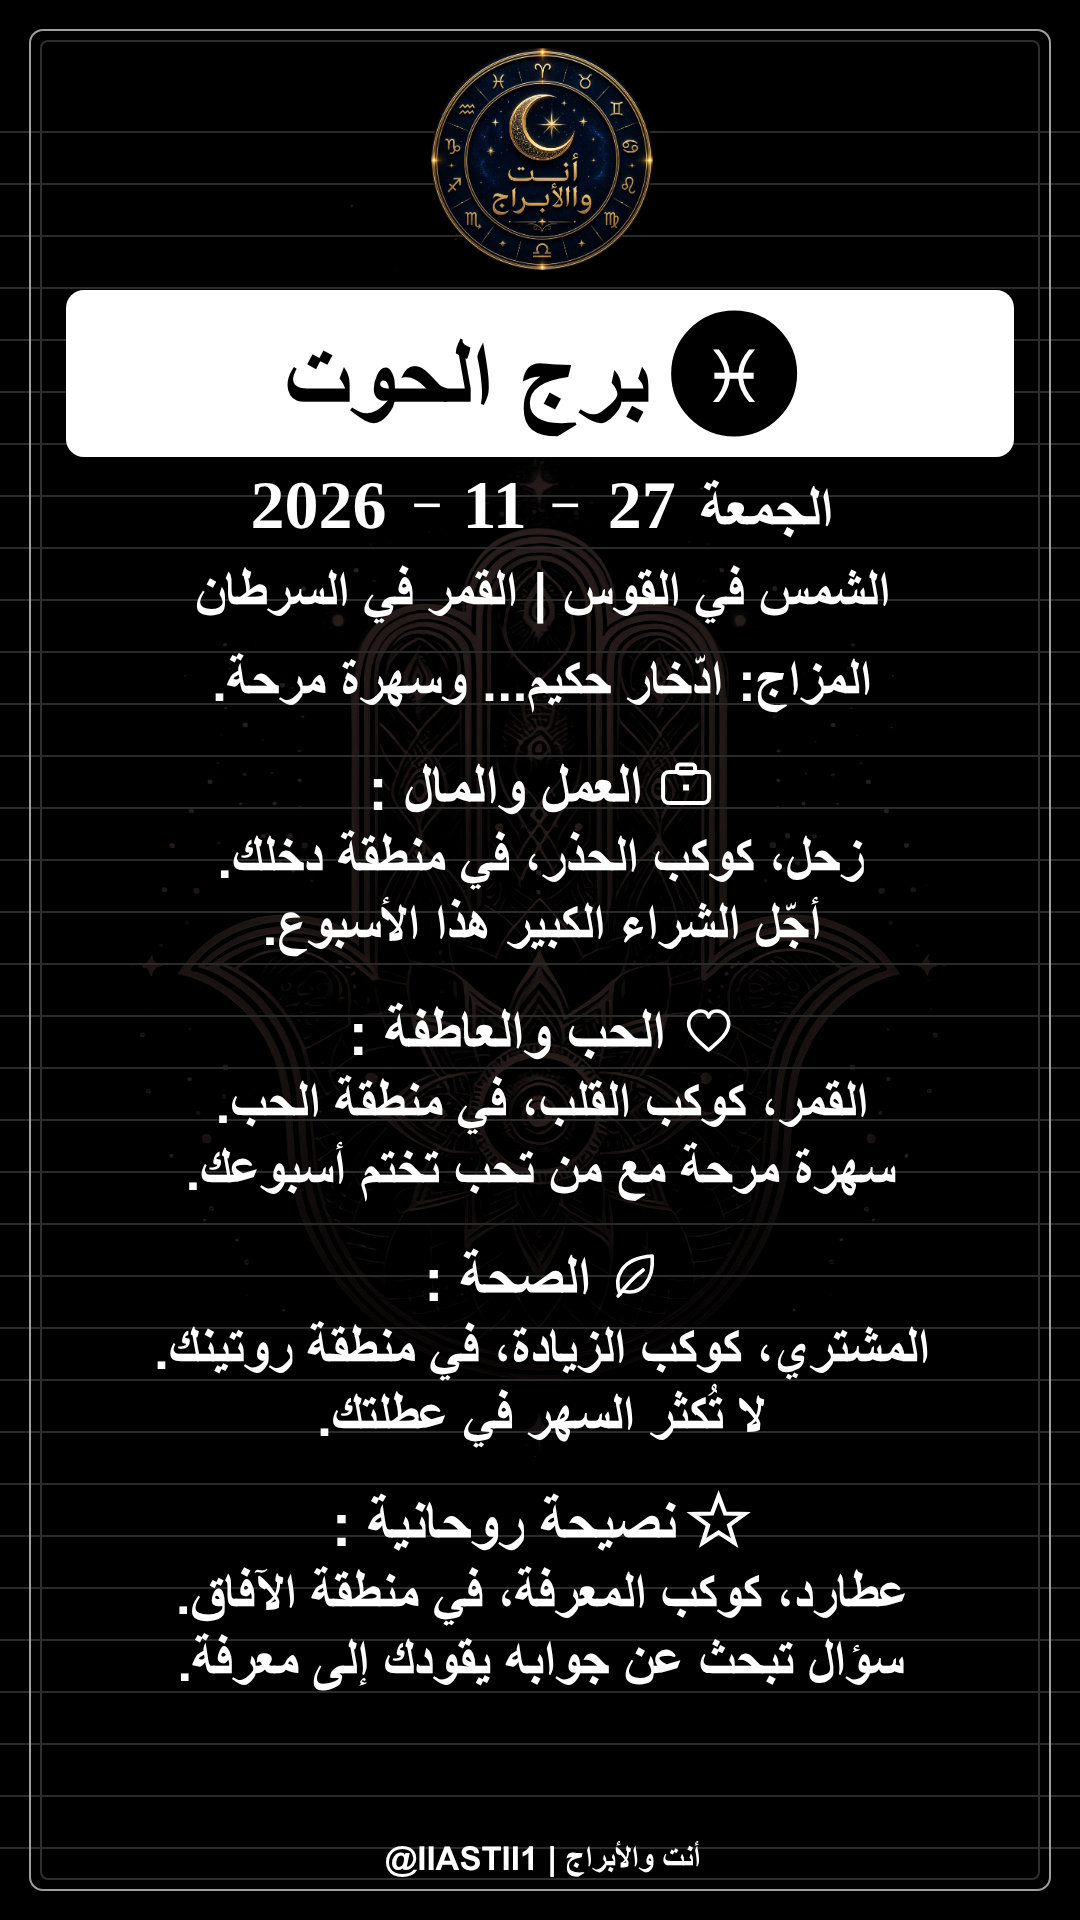 أنت
والأبراج
برج الحوت
الجمعة 27 – 11 – 2026
الشمس في القوس | القمر في السرطان
المزاج: ادّخار حكيم... وسهرة مرحة.
العمل والمال :
زحل، كوكب الحذر، في منطقة دخلك.
أجّل الشراء الكبير هذا الأسبوع.
الحب والعاطفة :
القمر، كوكب القلب، في منطقة الحب.
سهرة مرحة مع من تحب تختم أسبوعك.
الصحة :
المشتري، كوكب الزيادة، في منطقة روتينك.
لا تُكثر السهر في عطلتك.
نصيحة روحانية :
عطارد، كوكب المعرفة، في منطقة الآفاق.
سؤال تبحث عن جوابه يقودك إلى معرفة.
أنت والأبراج | @IIASTII1